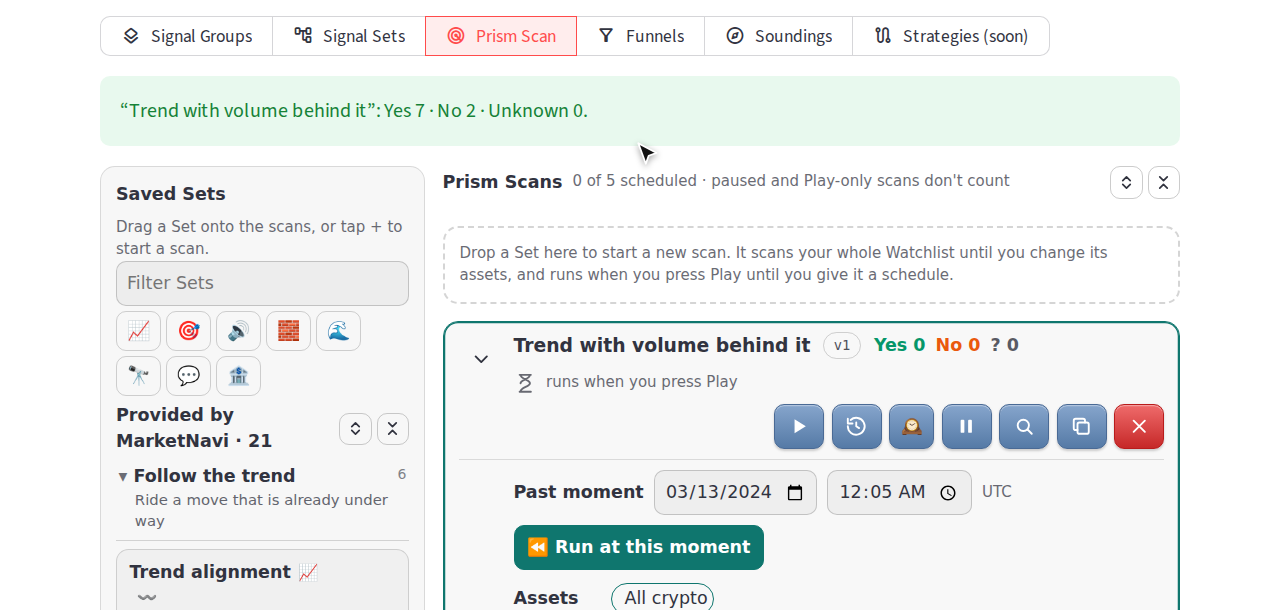 Signal Groups
Signal Sets
Prism Scan
Funnels
Soundings
Strategies (soon)
“Trend with volume behind it”: Yes 7 · No 2 · Unknown 0.
Saved Sets
Drag a Set onto the scans, or tap + to
start a scan.
Filter Sets
Provided by
MarketNavi · 21
▼ Follow the trend 6
Ride a move that is already under
way
Trend alignment
Prism Scans 0 of 5 scheduled · paused and Play-only scans don't count
Drop a Set here to start a new scan. It scans your whole Watchlist until you change its
assets, and runs when you press Play until you give it a schedule.
Trend with volume behind it v1 Yes 0 No 0 ? 0
runs when you press Play
Past moment 03/13/2024 12:05 AM UTC
Run at this moment
Assets All crypto